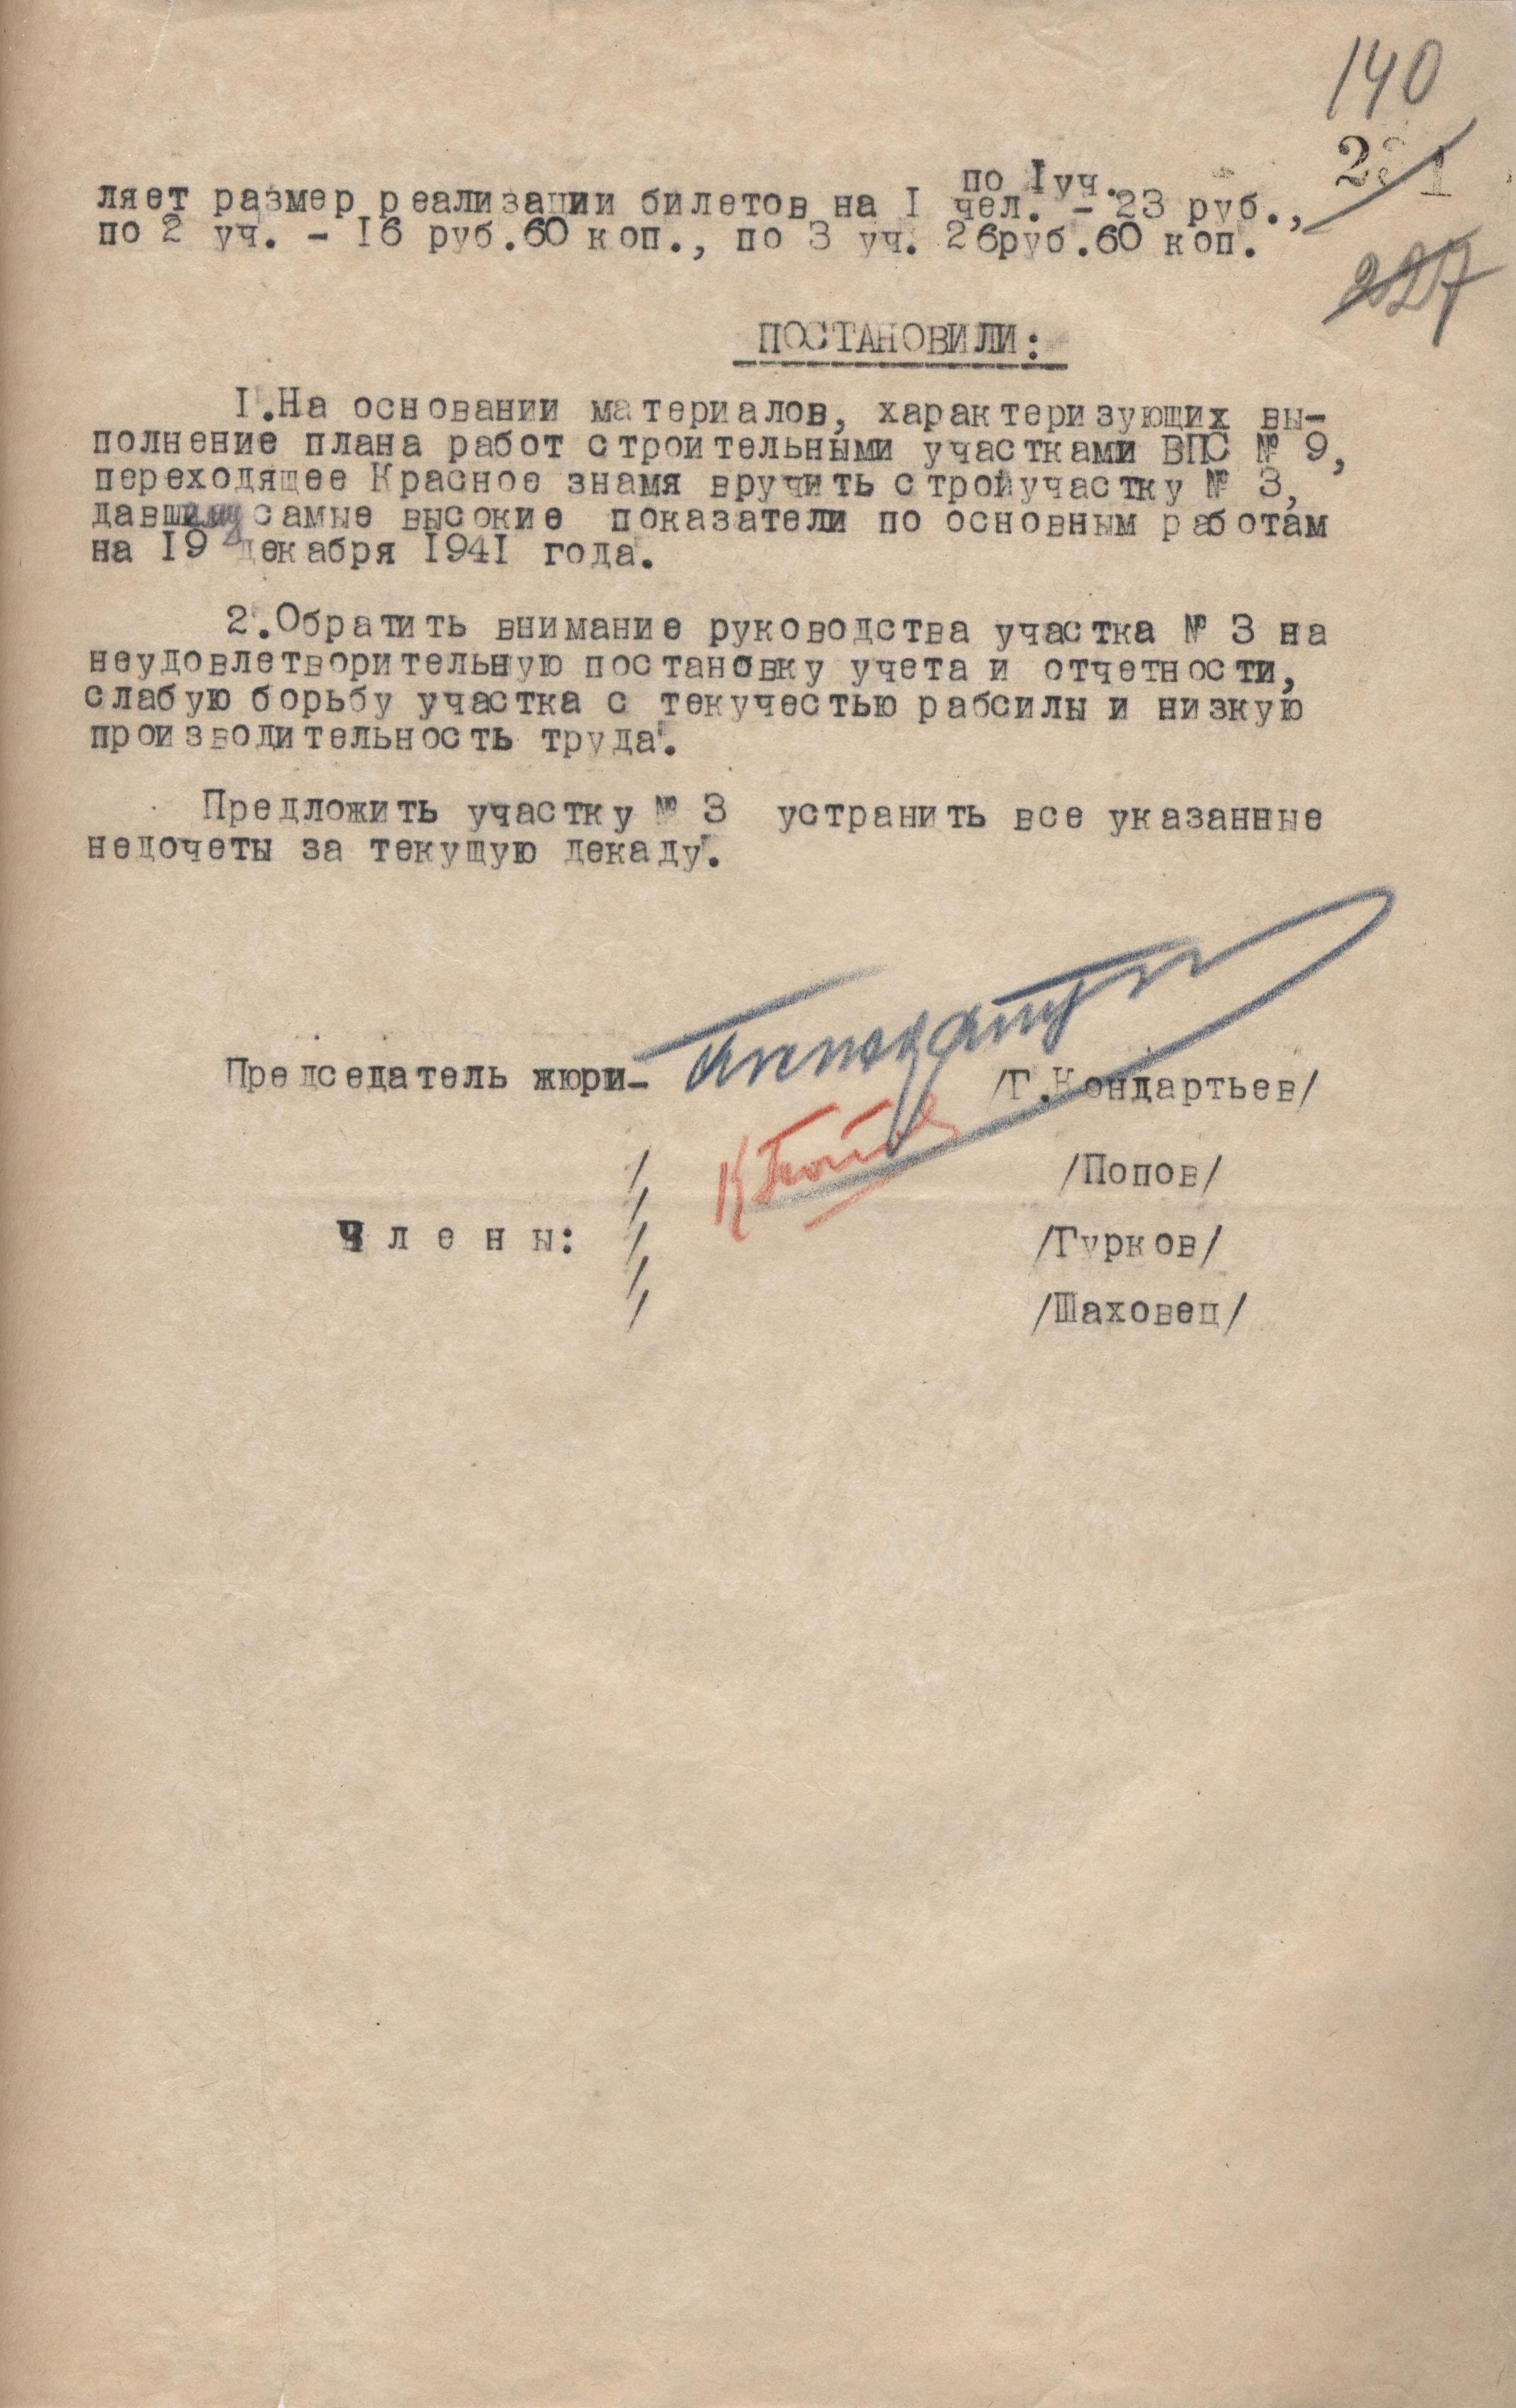 140
227
по 1уч.
ляет размер реализации билетов на I чел. - 23 руб.,
по 2 уч. - 16 руб.60 коп., по 3 уч. 26руб.60 коп.
ПОСТАНОВИЛИ:
I.На основании материалов, характеризующих вы-
полнение плана работ строительными участками ВПС № 9,
переходящее Красное знамя вручить стройучастку № 3,
давшему самые высокие показатели по основным работам
на 19 декабря 1941 года.
2.Обратить внимание руководства участка № 3 на
неудовлетворительную постановку учета и отчетности,
слабую борьбу участка с текучестью рабсилы и низкую
производительность труда.
Предложить участку № 3 устранить все указанные
недочеты за текущую декаду.
Председатель жюри- /Г.Кондартьев/
/Попов/
Члены: /Турков/
/Шаховец/